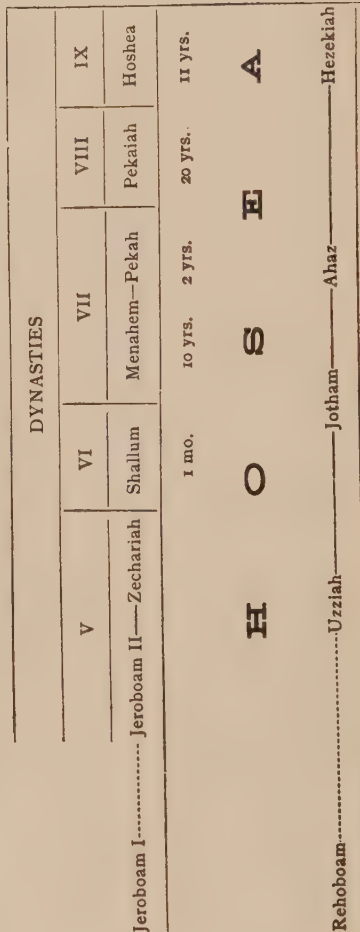 DYNASTIES
V VI VII VIII IX
Jeroboam I-------------- Jeroboam II——Zechariah Shallum Menahem—Pekah Pekaiah Hoshea
1 mo. 10 yrs. 2 yrs. 20 yrs. 11 yrs.
H O S E A
Rehoboam----------------------Uzziah————Jotham————Ahaz————Hezekiah